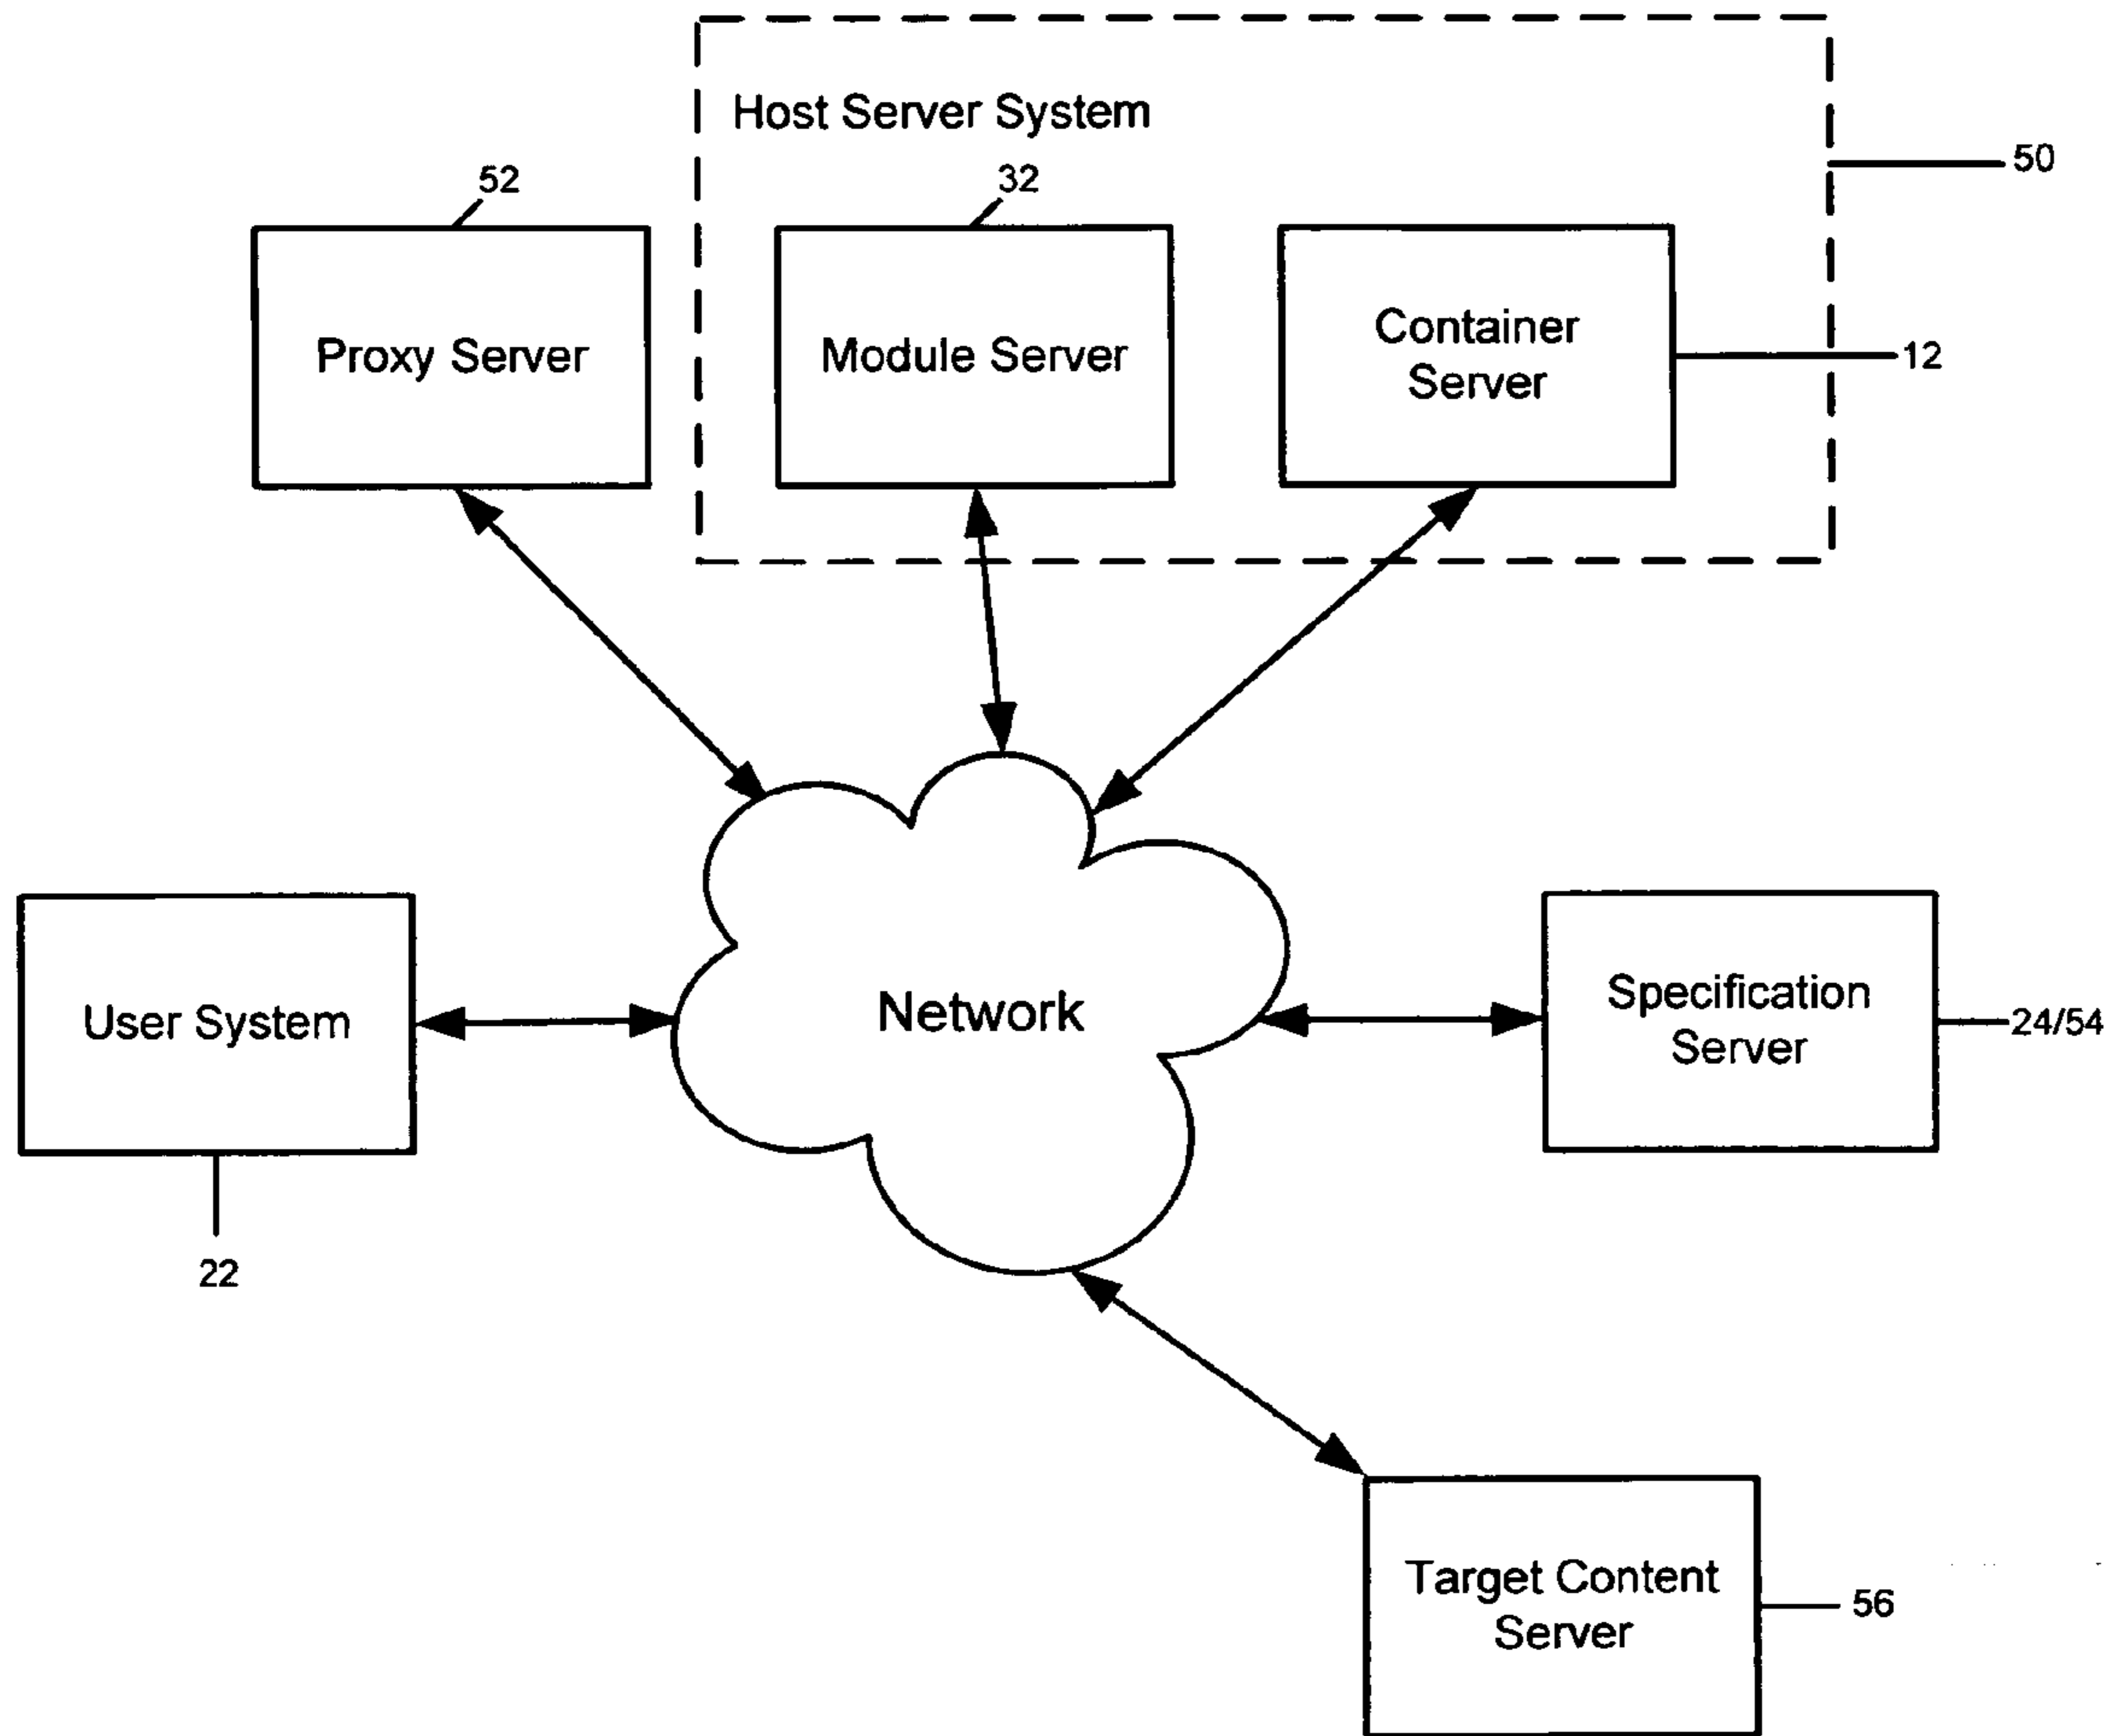 Host Server System
50
52
32
Proxy Server
Module Server
Container
Server
12
User System
Network
Specification
Server
24/54
22
Target Content
Server
56